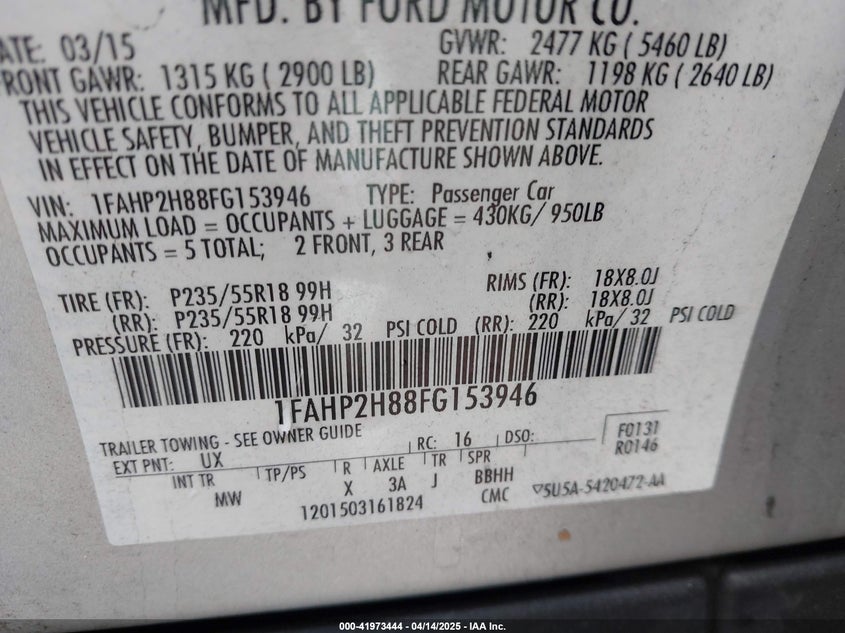 MFD. BY FORD MOTOR CO.
DATE: 03/15 GVWR: 2477 KG ( 5460 LB)
FRONT GAWR: 1315 KG ( 2900 LB) REAR GAWR: 1198 KG ( 2640 LB)
THIS VEHICLE CONFORMS TO ALL APPLICABLE FEDERAL MOTOR
VEHICLE SAFETY, BUMPER, AND THEFT PREVENTION STANDARDS
IN EFFECT ON THE DATE OF MANUFACTURE SHOWN ABOVE.
VIN: 1FAHP2H88FG153946 TYPE: Passenger Car
MAXIMUM LOAD = OCCUPANTS + LUGGAGE = 430KG/ 950LB
OCCUPANTS = 5 TOTAL; 2 FRONT, 3 REAR
TIRE (FR): P235/55R18 99H RIMS (FR): 18X8.0J
(RR): P235/55R18 99H (RR): 18X8.0J
PRESSURE (FR): 220 kPa/ 32 PSI COLD (RR): 220 kPa/ 32 PSI COLD
1FAHP2H88FG153946
TRAILER TOWING - SEE OWNER GUIDE
EXT PNT: UX RC: 16 DSO: F0131
R0146
INT TR TP/PS R AXLE TR SPR
MW X 3A J BBHH
CMC
1201503161824 ▽5U5A-5420472-AA
000-41973444 - 04/14/2025 - IAA Inc.